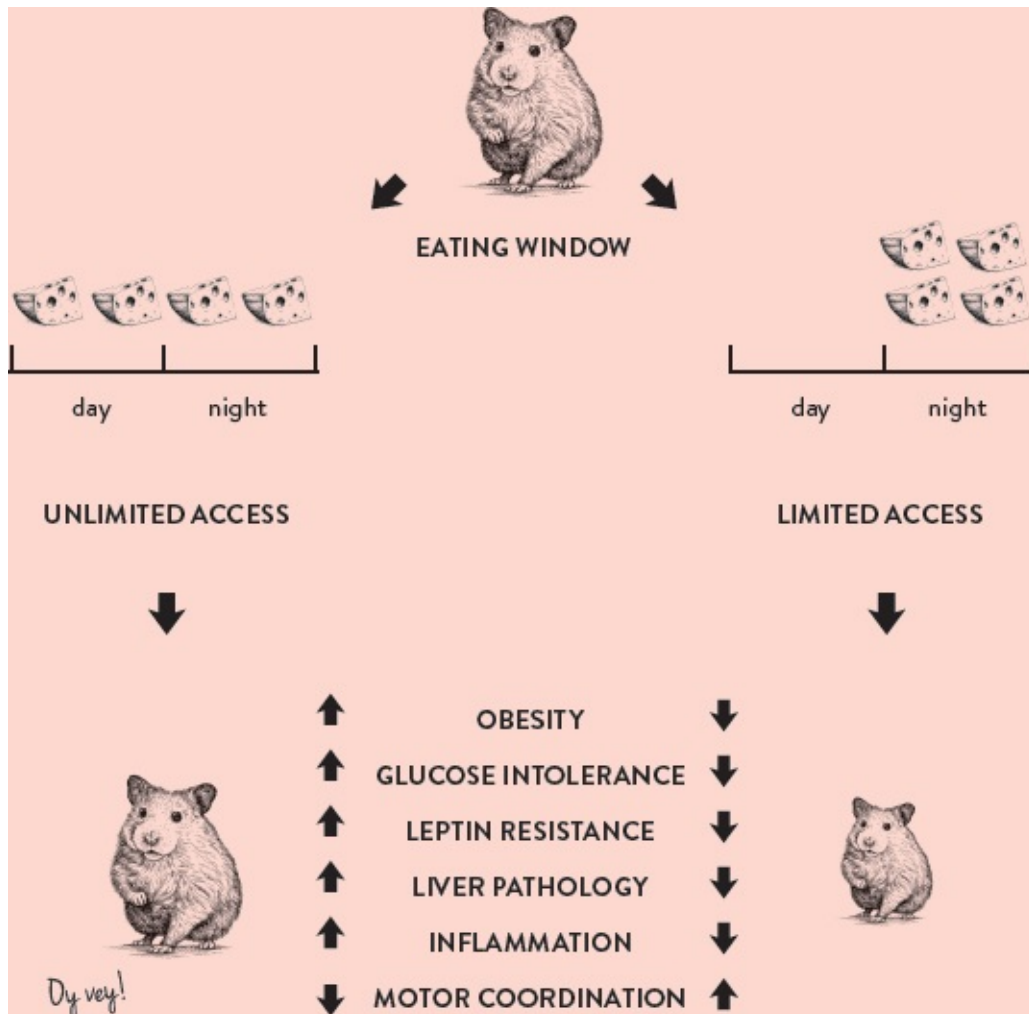 EATING WINDOW
day night
day night
UNLIMITED ACCESS
LIMITED ACCESS
OBESITY
GLUCOSE INTOLERANCE
LEPTIN RESISTANCE
LIVER PATHOLOGY
INFLAMMATION
MOTOR COORDINATION
Oy vey!